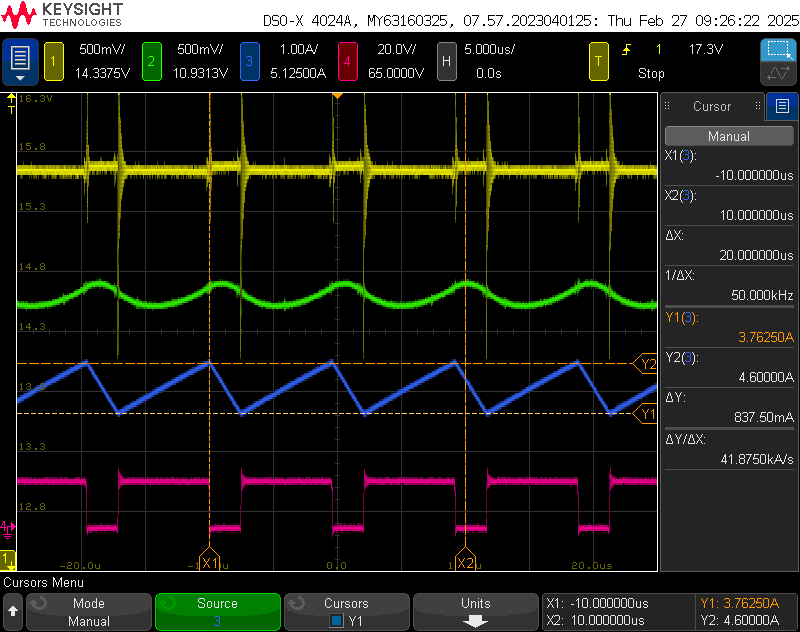 KEYSIGHT
TECHNOLOGIES
DSO-X 4024A, MY63160325, 07.57.2023040125: Thu Feb 27 09:26:22 2025
1 500mV/ 2 500mV/ 3 1.00A/ 4 20.0V/ H 5.000us/ T 1 17.3V
14.3375V 10.9313V 5.12500A 65.0000V 0.0s Stop
16.3V
T
15.8
15.3
14.8
14.3
13.3
12.8
Y2
Y1
4
1
-20.0u 0.0 20.0us
X1 X2
Cursor
Manual
X1(3):
-10.000000us
X2(3):
10.000000us
ΔX:
20.000000us
1/ΔX:
50.000kHz
Y1(3):
3.76250A
Y2(3):
4.60000A
ΔY:
837.50mA
ΔY/ΔX:
41.8750kA/s
Cursors Menu
Mode
Manual
Source
3
Cursors
Y1
Units
X1: -10.000000us
X2: 10.000000us
Y1: 3.76250A
Y2: 4.60000A